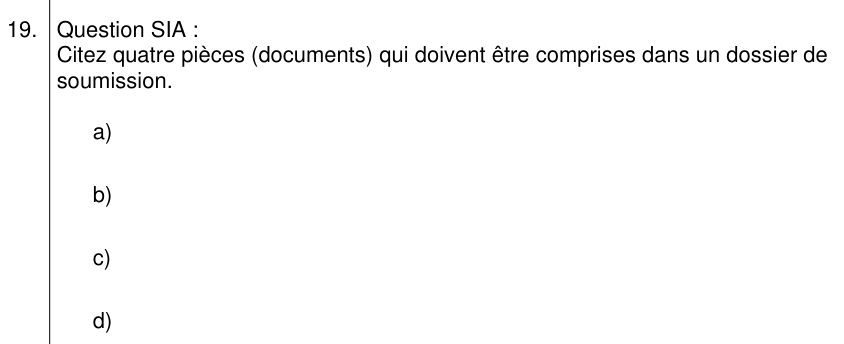 19. Question SIA :
Citez quatre pièces (documents) qui doivent être comprises dans un dossier de
soumission.
a)
b)
c)
d)